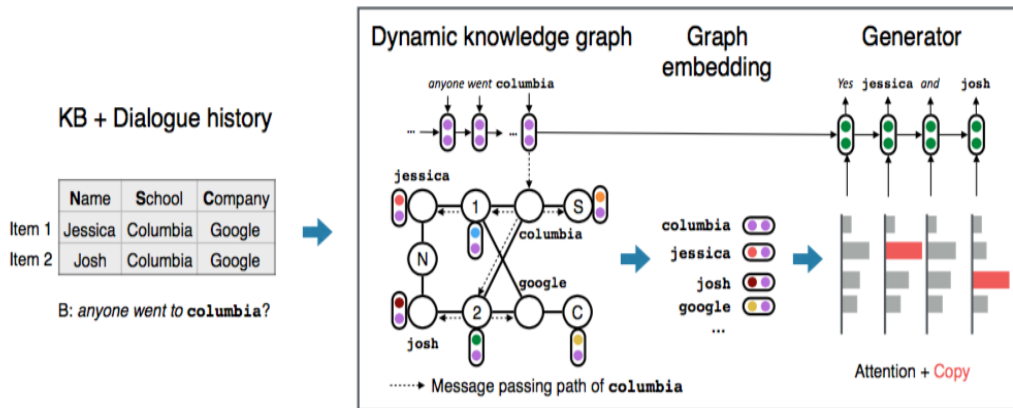 KB + Dialogue history
Name School Company
Item 1 Jessica Columbia Google
Item 2 Josh Columbia Google
B: anyone went to columbia?
Dynamic knowledge graph
anyone went columbia
... ...
jessica
1
S
columbia
N
google
2
C
josh
Message passing path of columbia
Graph
embedding
columbia
jessica
josh
google
...
Generator
Yes jessica and josh
Attention + Copy